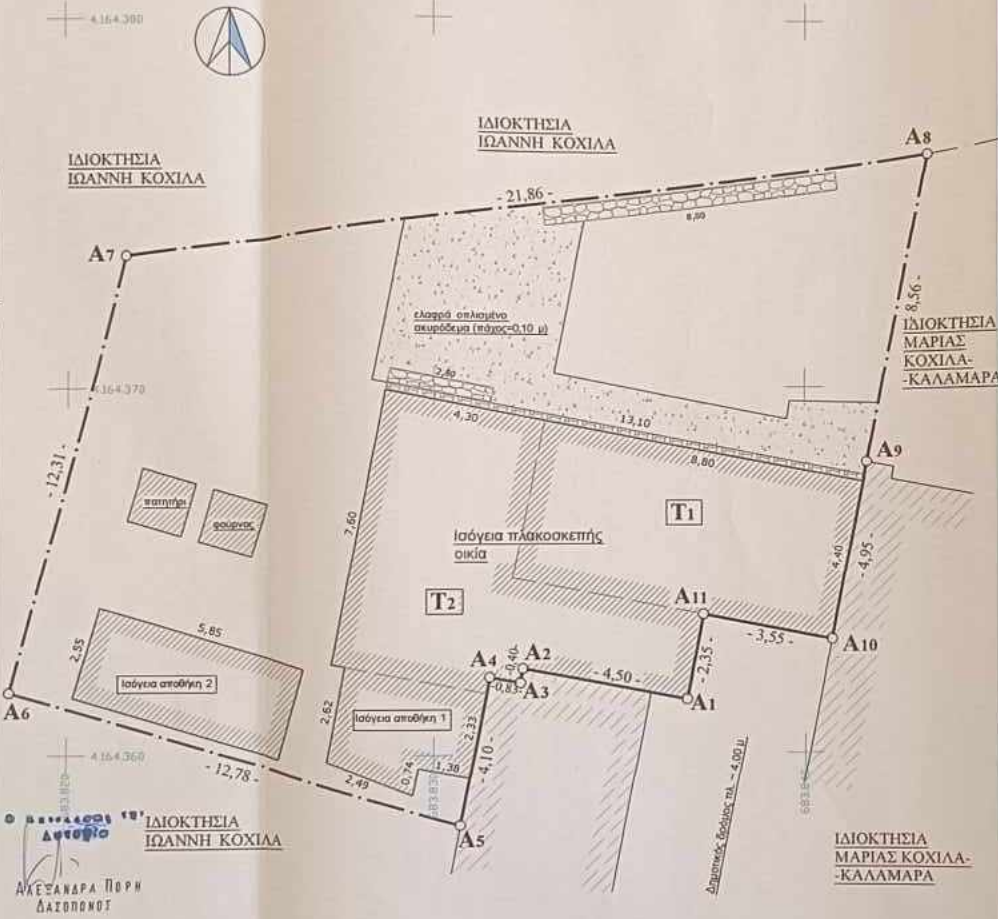 4.164.380
ΙΔΙΟΚΤΗΣΙΑ
ΙΩΑΝΝΗ ΚΟΧΙΛΑ
ΙΔΙΟΚΤΗΣΙΑ
ΙΩΑΝΝΗ ΚΟΧΙΛΑ
A8
- 21,86 -
8,00
A7
- 8,56 -
ελαφρά οπλισμένο
σκυρόδεμα (πάχος=0,10 μ)
ΙΔΙΟΚΤΗΣΙΑ
ΜΑΡΙΑΣ
ΚΟΧΙΛΑ-
-ΚΑΛΑΜΑΡΑ
4.164.370
2,80
4,30
13,10
8,80
A9
- 12,31 -
πατητήρι
φούρνος
7,60
Ισόγεια πλακοσκεπής
οικία
T1
4,40
- 4,95 -
T2
A11
- 3,55 -
A10
2,55
5,85
Ισόγεια αποθήκη 2
A4
-0,40-
A2
-0,83-
A3
- 4,50 -
- 2,35 -
A1
A6
2,62
Ισόγεια αποθήκη 1
2,33
- 4,10 -
4.164.360
- 12,78 -
2,49
-0,74
1,38
683.820
683.830
Δημοτικός δρόμος πλ. ~ 4,00 μ.
A5
ΙΔΙΟΚΤΗΣΙΑ
ΙΩΑΝΝΗ ΚΟΧΙΛΑ
ΙΔΙΟΚΤΗΣΙΑ
ΜΑΡΙΑΣ ΚΟΧΙΛΑ-
-ΚΑΛΑΜΑΡΑ
ΑΛΕΞΑΝΔΡΑ ΠΟΡΗ
ΔΑΣΟΠΟΝΟΣ